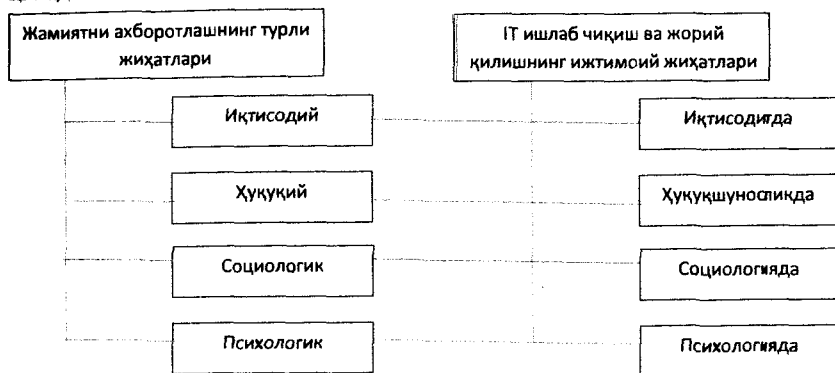 Жамиятни ахборотлашнинг турли
жиҳатлари
IT ишлаб чиқиш ва жорий
қилишнинг ижтимоий жиҳатлари
Иқтисодий
Иқтисодигда
Ҳуқуқий
Ҳуқуқшуносликда
Социологик
Социологияда
Психологик
Психологияда